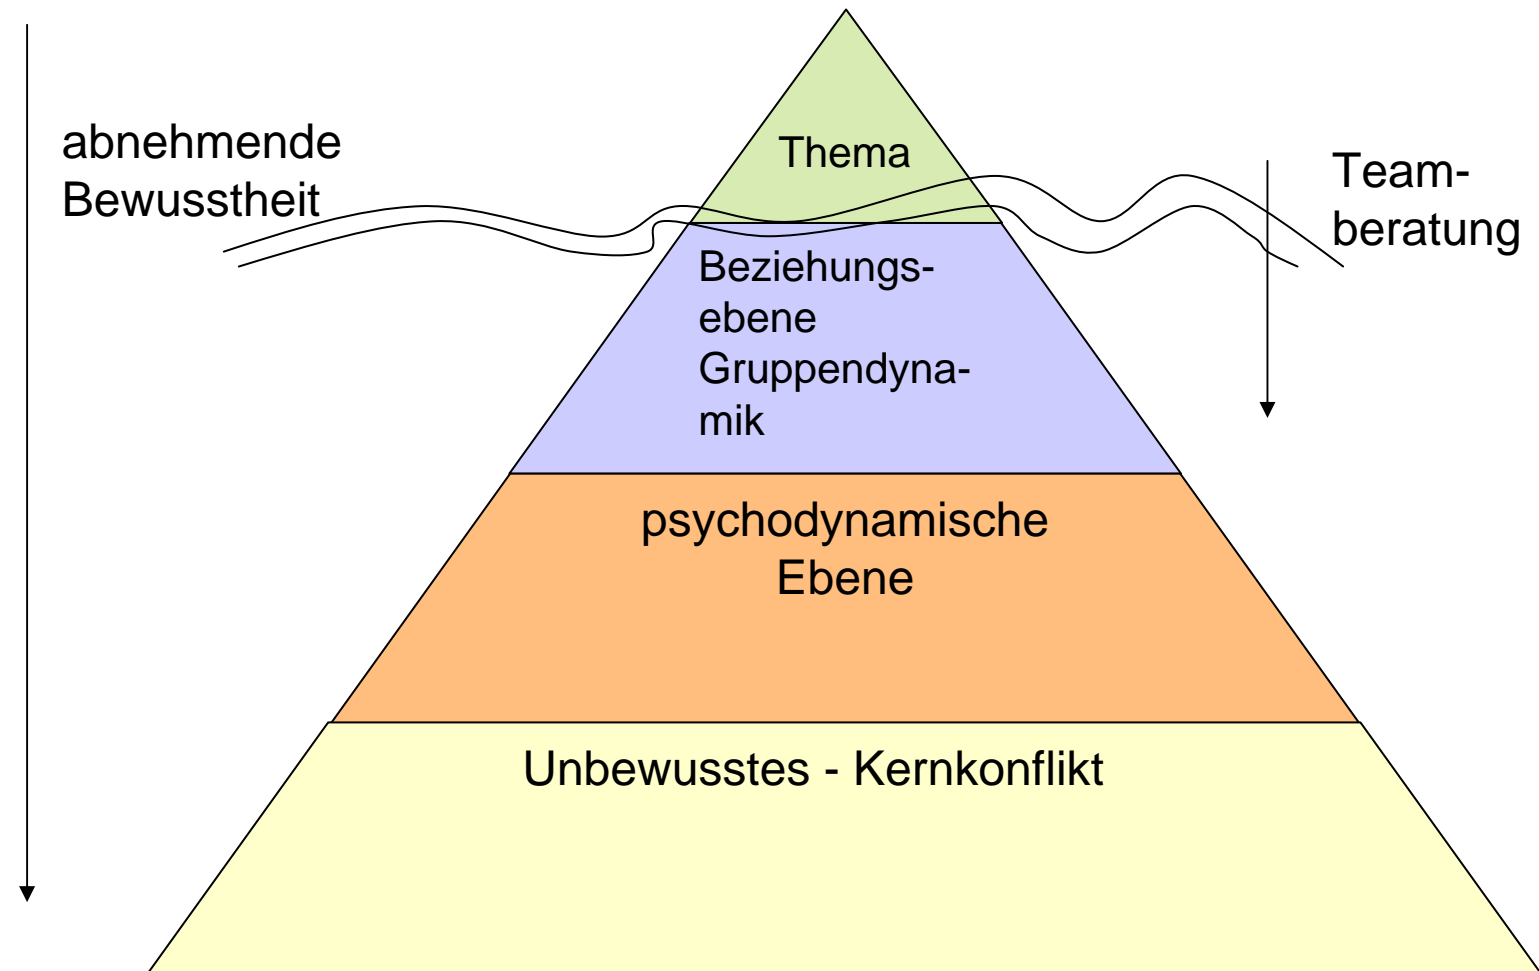 abnehmende
Bewusstheit
Thema
Team-
beratung
Beziehungs-
ebene
Gruppendyna-
mik
psychodynamische
Ebene
Unbewusstes - Kernkonflikt